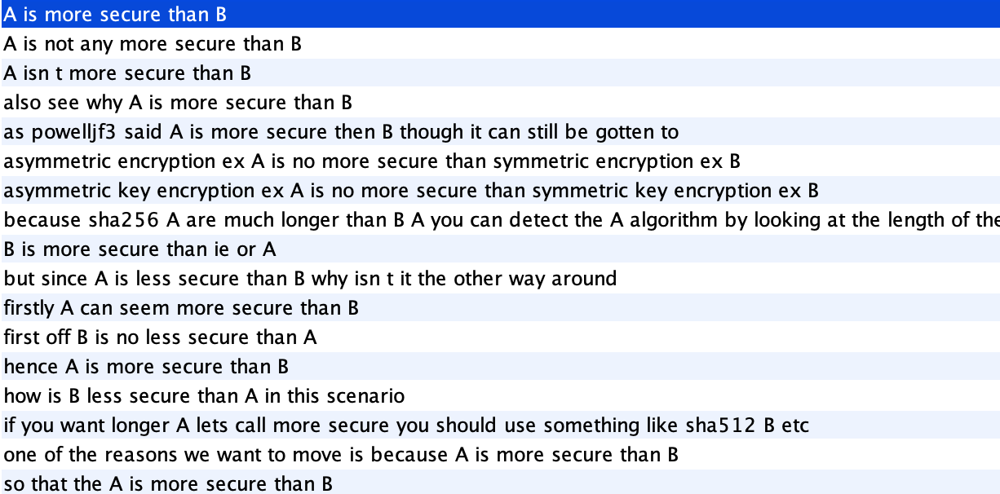 A is more secure than B
A is not any more secure than B
A isn t more secure than B
also see why A is more secure than B
as powelljf3 said A is more secure then B though it can still be gotten to
asymmetric encryption ex A is no more secure than symmetric encryption ex B
asymmetric key encryption ex A is no more secure than symmetric key encryption ex B
because sha256 A are much longer than B A you can detect the A algorithm by looking at the length of the
B is more secure than ie or A
but since A is less secure than B why isn t it the other way around
firstly A can seem more secure than B
first off B is no less secure than A
hence A is more secure than B
how is B less secure than A in this scenario
if you want longer A lets call more secure you should use something like sha512 B etc
one of the reasons we want to move is because A is more secure than B
so that the A is more secure than B